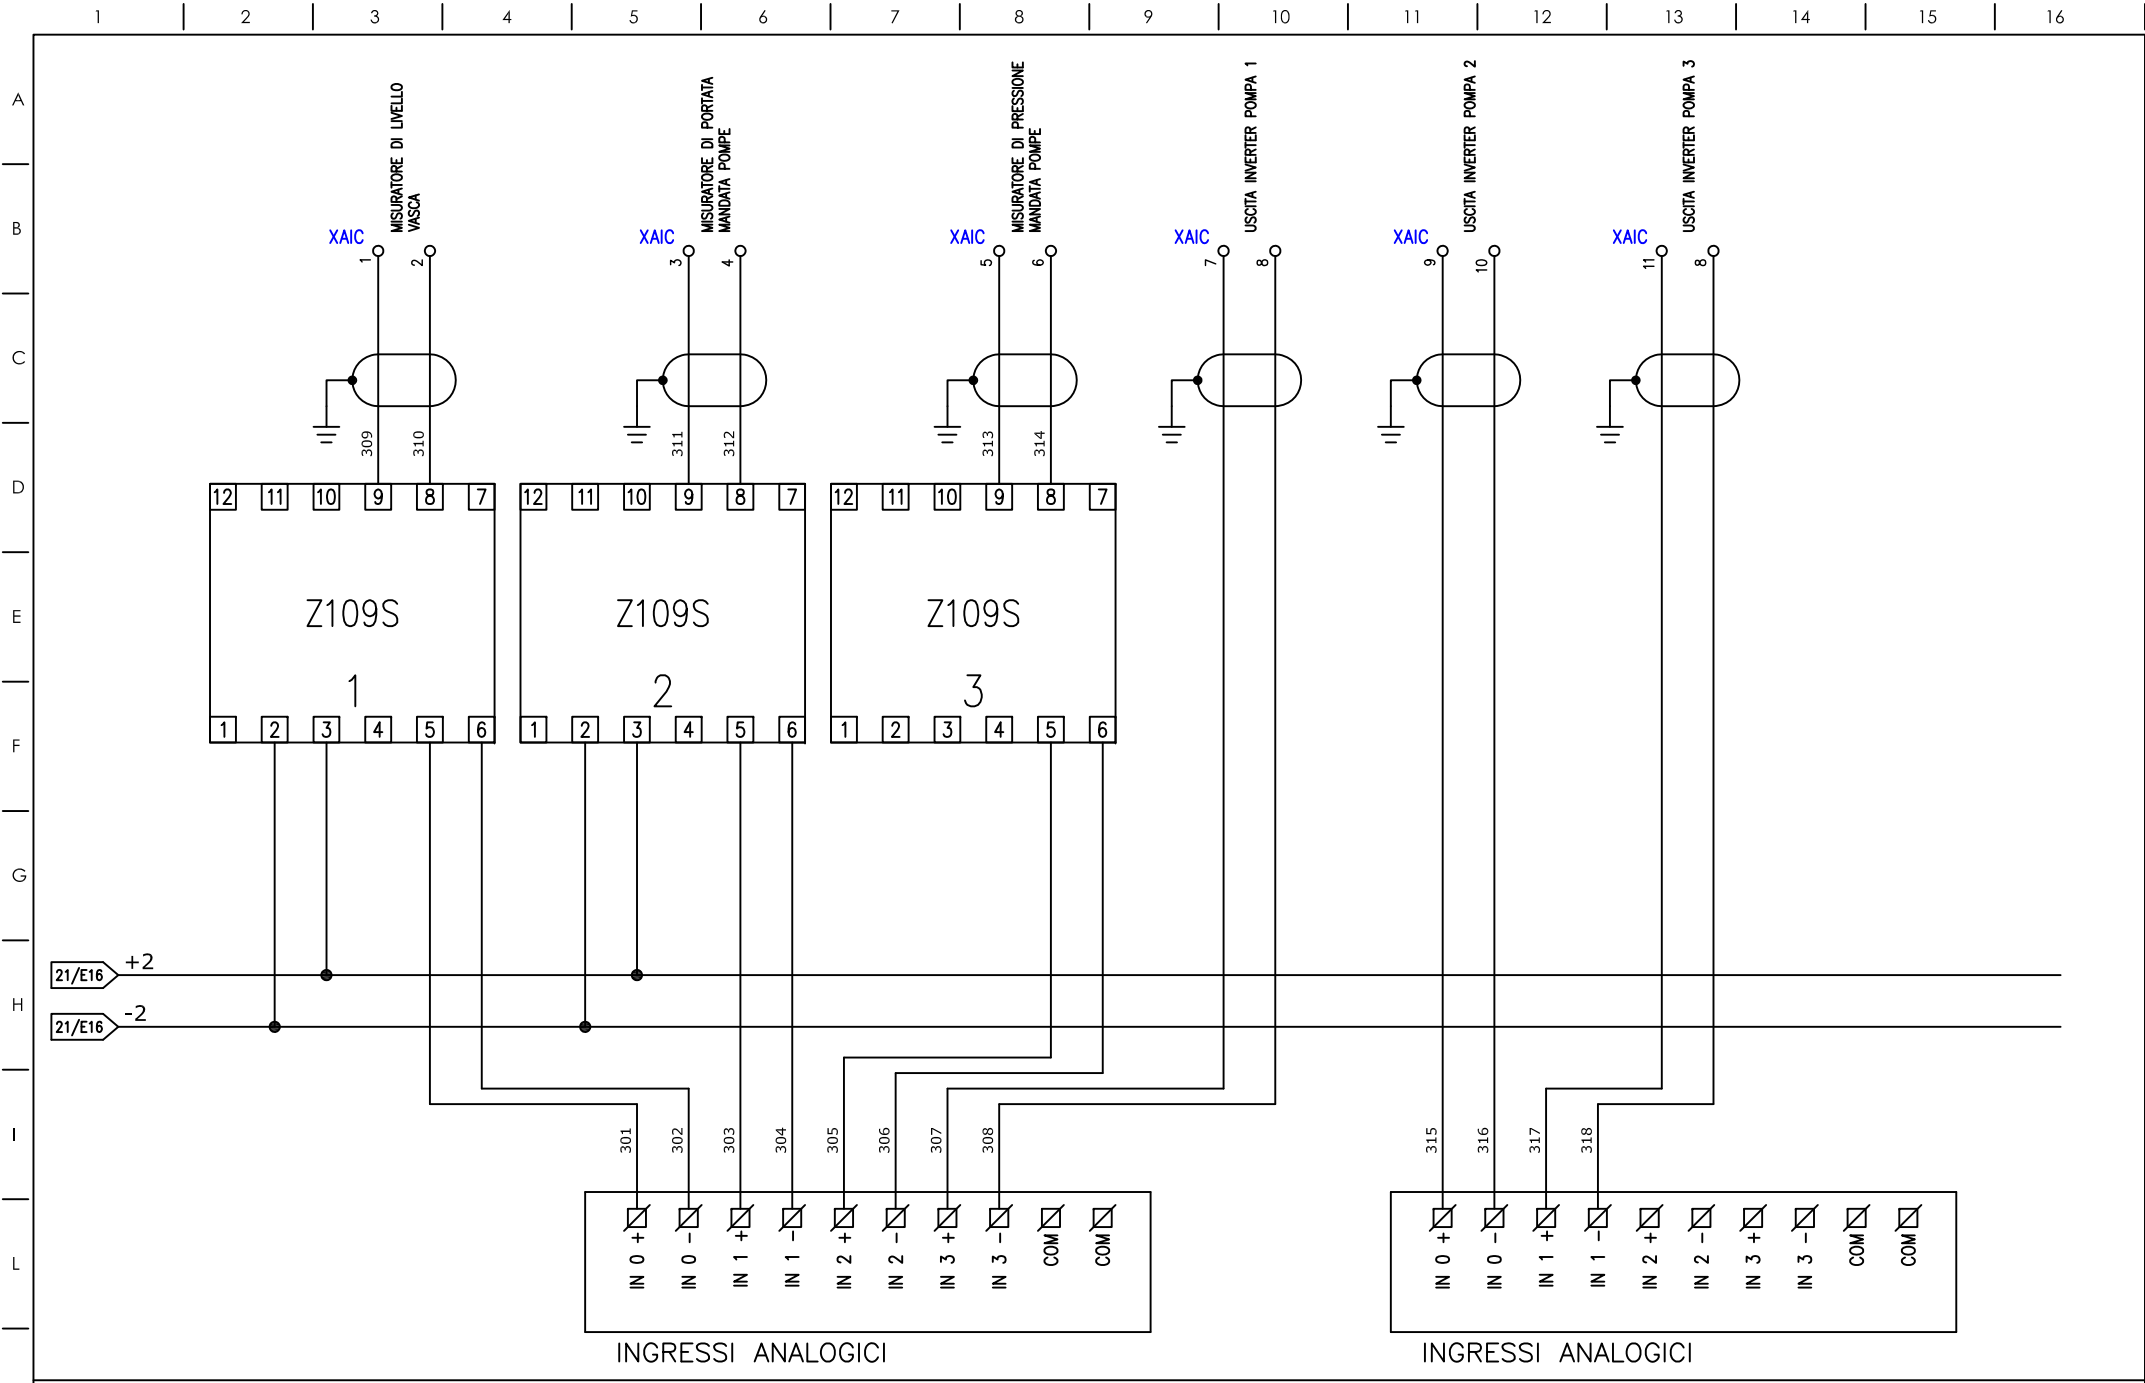 1 2 3 4 5 6 7 8 9 10 11 12 13 14 15 16
A
B
C
D
E
F
G
H
I
L
MISURATORE DI LIVELLO
VASCA
MISURATORE DI PORTATA
MANDATA POMPE
MISURATORE DI PRESSIONE
MANDATA POMPE
USCITA INVERTER POMPA 1
USCITA INVERTER POMPA 2
USCITA INVERTER POMPA 3
XAIC 1 2
XAIC 3 4
XAIC 5 6
XAIC 7 8
XAIC 9 10
XAIC 11 8
309 310 311 312 313 314
12 11 10 9 8 7
Z109S
1
1 2 3 4 5 6
12 11 10 9 8 7
Z109S
2
1 2 3 4 5 6
12 11 10 9 8 7
Z109S
3
1 2 3 4 5 6
21/E16 +2
21/E16 -2
301 302 303 304 305 306 307 308
315 316 317 318
IN 0 +
IN 0 -
IN 1 +
IN 1 -
IN 2 +
IN 2 -
IN 3 +
IN 3 -
COM
COM
INGRESSI ANALOGICI
IN 0 +
IN 0 -
IN 1 +
IN 1 -
IN 2 +
IN 2 -
IN 3 +
IN 3 -
COM
COM
INGRESSI ANALOGICI